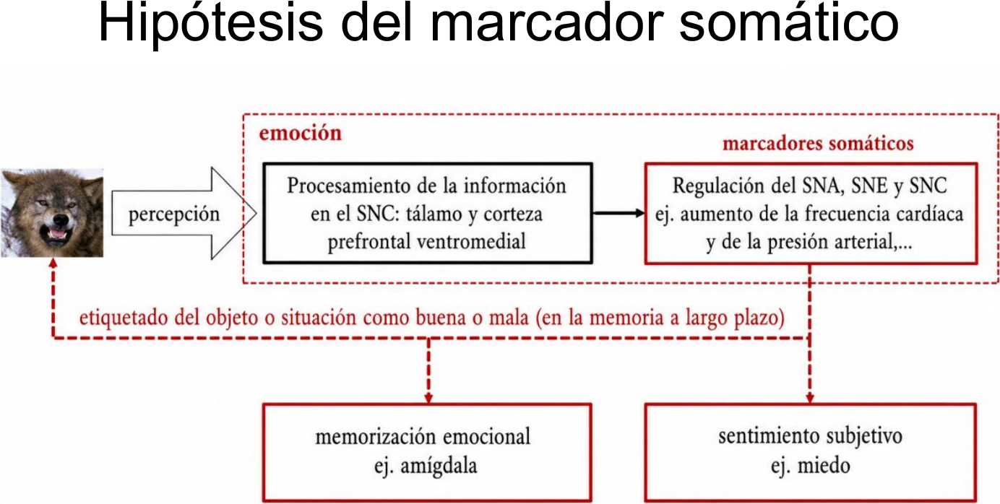 Hipótesis del marcador somático
emoción
marcadores somáticos
percepción
Procesamiento de la información
en el SNC: tálamo y corteza
prefrontal ventromedial
Regulación del SNA, SNE y SNC
ej. aumento de la frecuencia cardíaca
y de la presión arterial,...
etiquetado del objeto o situación como buena o mala (en la memoria a largo plazo)
memorización emocional
ej. amígdala
sentimiento subjetivo
ej. miedo